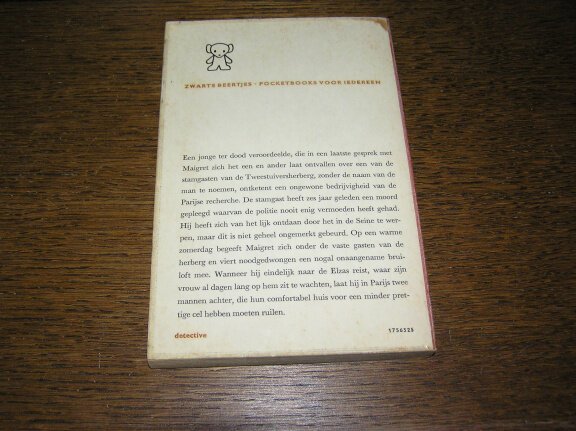 ZWARTE BEERTJES · POCKETBOOKS VOOR IEDEREEN
Een jonge ter dood veroordeelde, die in een laatste gesprek met
Maigret zich het een en ander laat ontvallen over een van de
stamgasten van de Tweestuiversherberg, zonder de naam van de
man te noemen, ontketent een ongewone bedrijvigheid van de
Parijse recherche. De stamgast heeft zes jaar geleden een moord
gepleegd waarvan de politie nooit enig vermoeden heeft gehad.
Hij heeft zich van het lijk ontdaan door het in de Seine te wer-
pen, maar dit is niet geheel ongemerkt gebeurd. Op een warme
zomerdag begeeft Maigret zich onder de vaste gasten van de
herberg en viert noodgedwongen een nogal onaangename brui-
loft mee. Wanneer hij eindelijk naar de Elzas reist, waar zijn
vrouw al dagen lang op hem zit te wachten, laat hij in Parijs twee
mannen achter, die hun comfortabel huis voor een minder pret-
tige cel hebben moeten ruilen.
detective 1756525